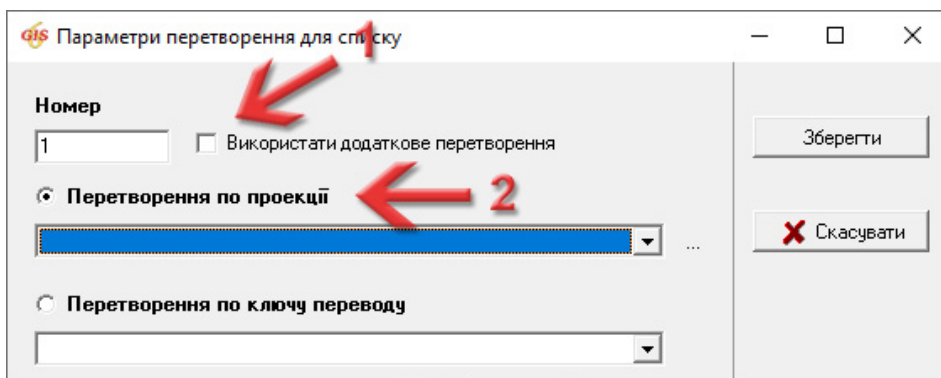 GIS Параметри перетворення для списку
1
Номер
1
Використати додаткове перетворення
Зберегти
Перетворення по проекції
2
...
Скасувати
Перетворення по ключу переводу